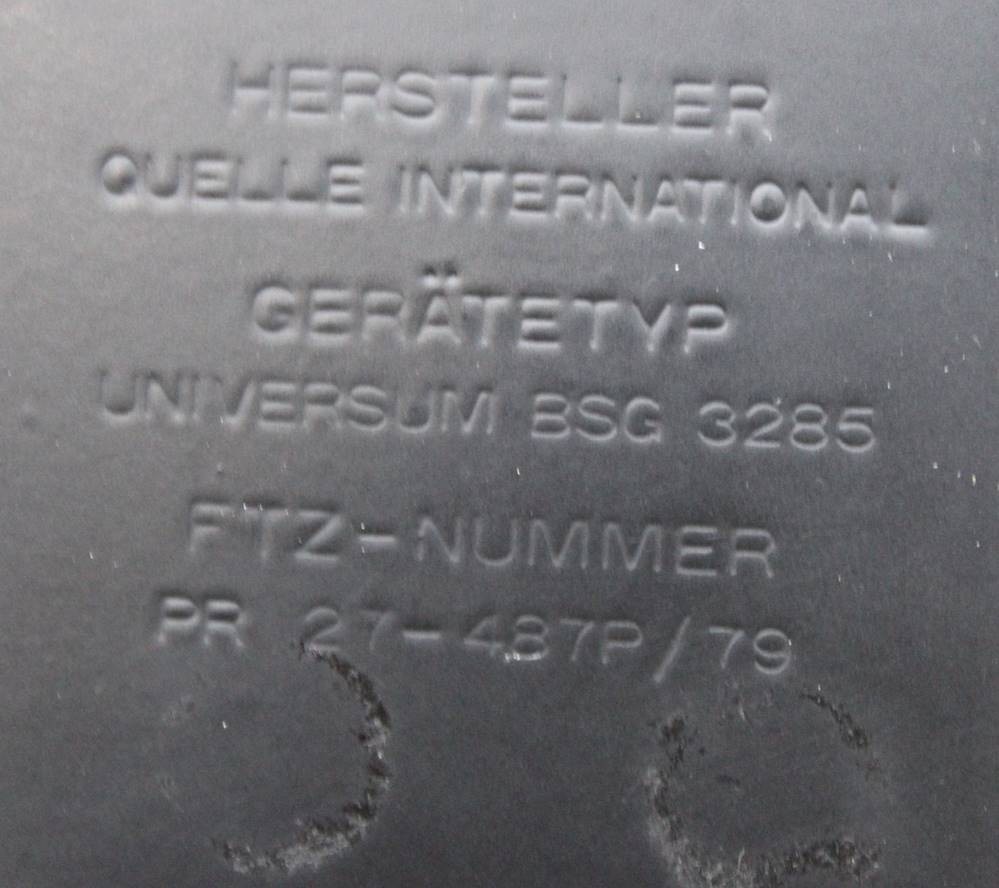 HERSTELLER
QUELLE INTERNATIONAL
GERÄTETYP
UNIVERSUM BSG 3285
FTZ-NUMMER
PR 27-487P/79